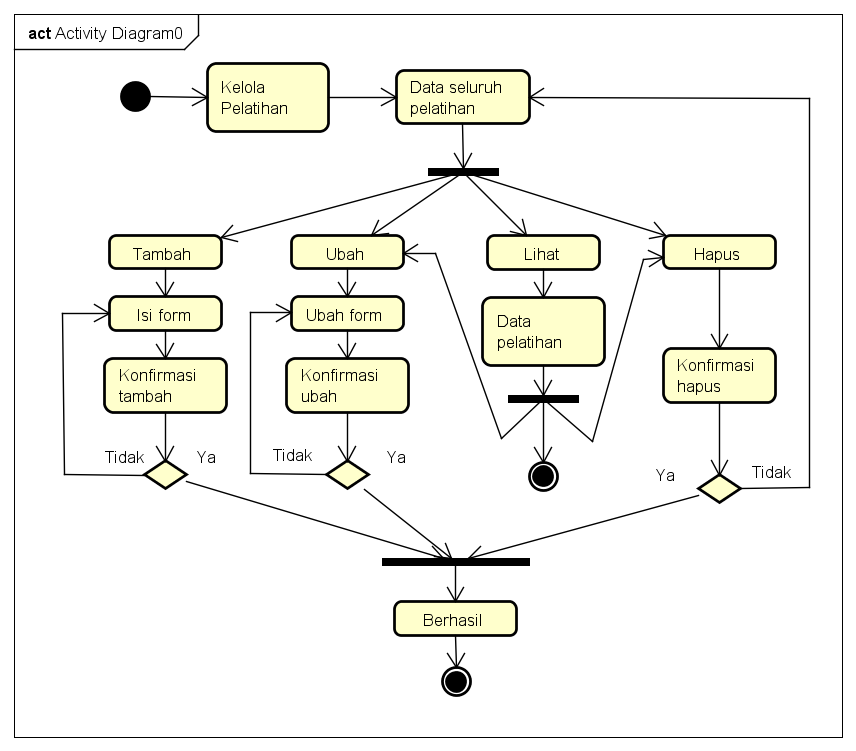 act Activity Diagram0
Kelola
Pelatihan
Data seluruh
pelatihan
Tambah
Ubah
Lihat
Hapus
Isi form
Ubah form
Data
pelatihan
Konfirmasi
tambah
Konfirmasi
ubah
Konfirmasi
hapus
Tidak
Ya
Tidak
Ya
Ya
Tidak
Berhasil